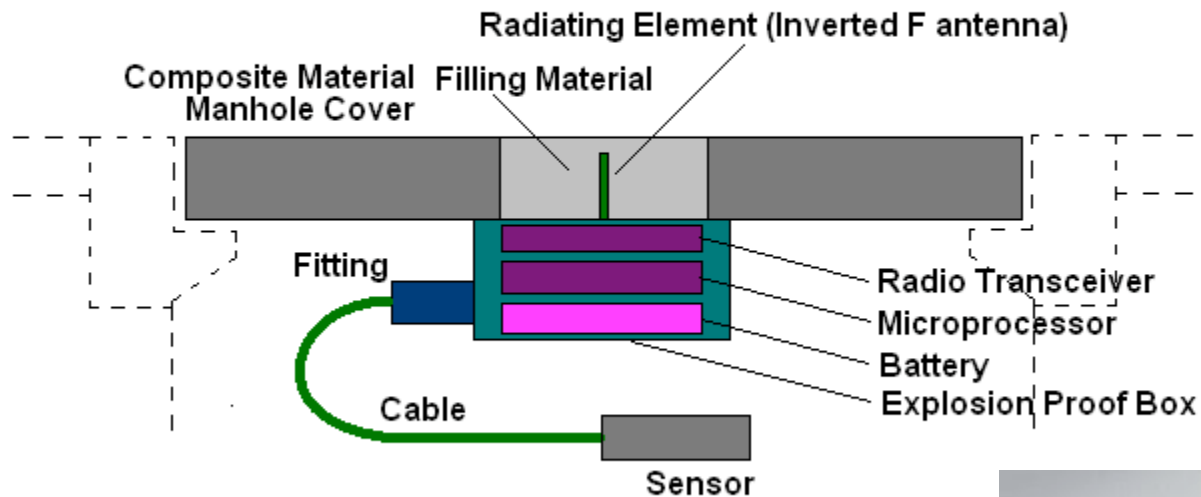 Radiating Element (Inverted F antenna)
Composite Material
Manhole Cover
Filling Material
Fitting
Radio Transceiver
Microprocessor
Battery
Explosion Proof Box
Cable
Sensor